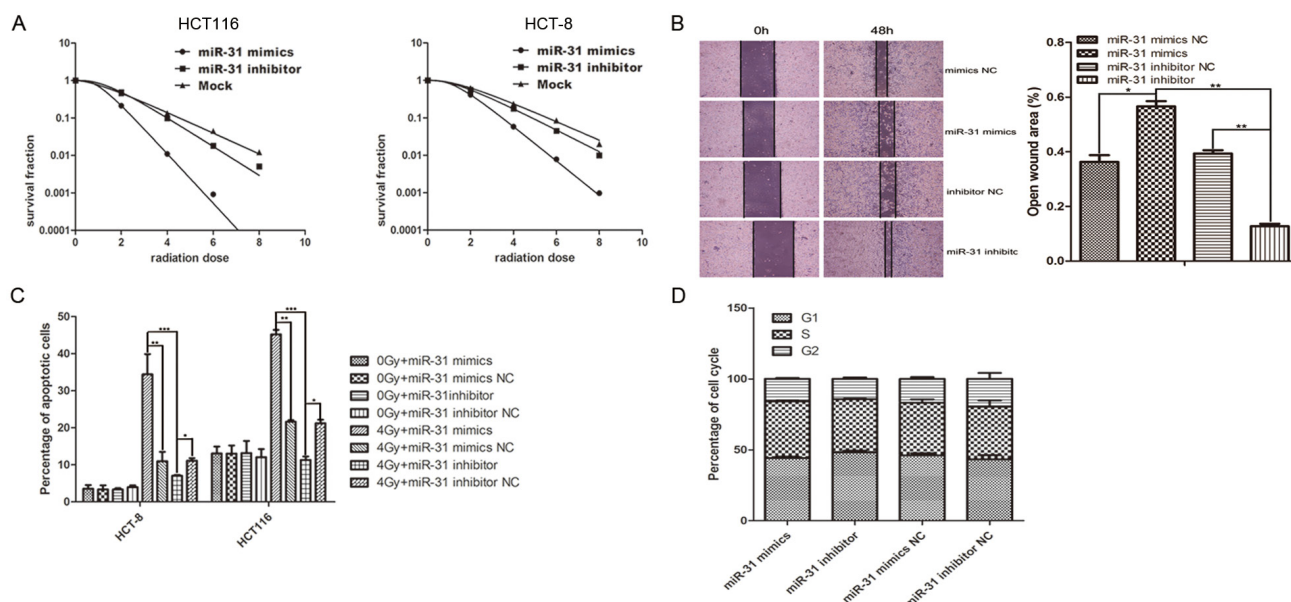 A
HCT116
miR-31 mimics
miR-31 inhibitor
Mock
survival fraction
10
1
0.1
0.01
0.001
0.0001
0 2 4 6 8 10
radiation dose
HCT-8
miR-31 mimics
miR-31 inhibitor
Mock
survival fraction
10
1
0.1
0.01
0.001
0.0001
0 2 4 6 8 10
radiation dose
B
0h 48h
mimics NC
miR-31 mimics
inhibitor NC
miR-31 inhibitc
miR-31 mimics NC
miR-31 mimics
miR-31 inhibitor NC
miR-31 inhibitor
Open wound area (%)
0.8
0.6
0.4
0.2
0.0
*
**
**
C
Percentage of apoptotic cells
50
40
30
20
10
0
***
**
*
***
**
*
HCT-8
HCT116
0Gy+miR-31 mimics
0Gy+miR-31 mimics NC
0Gy+miR-31inhibitor
0Gy+miR-31 inhibitor NC
4Gy+miR-31 mimics
4Gy+miR-31 mimics NC
4Gy+miR-31 inhibitor
4Gy+miR-31 inhibitor NC
D
Percentage of cell cycle
150
100
50
0
G1
S
G2
miR-31 mimics
miR-31 inhibitor
miR-31 mimics NC
miR-31 inhibitor NC